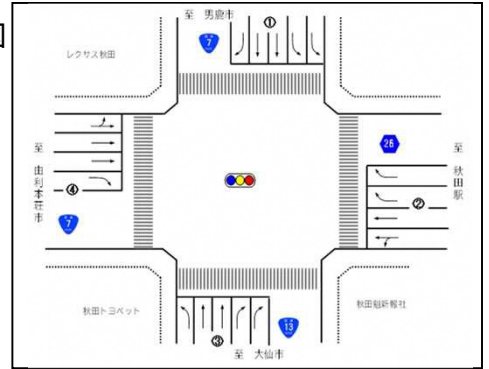 図
至 男鹿市
①
7
レクサス秋田
26
至 秋田駅
②
至 由利本荘市
④
7
秋田トヨペット
③
13
秋田魁新報社
至 大仙市